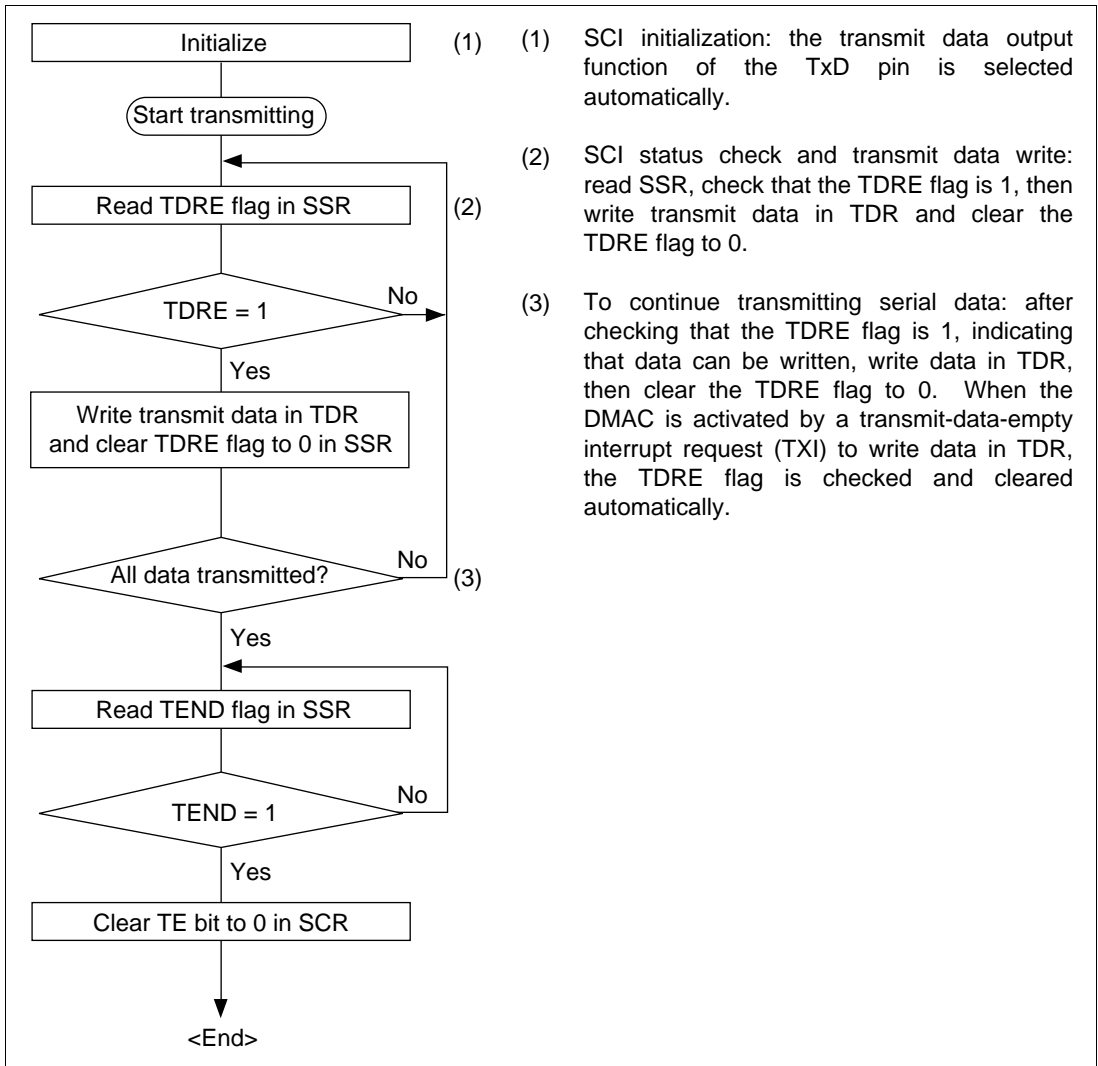 Initialize
(1)
Start transmitting
Read TDRE flag in SSR
(2)
TDRE = 1
No
Yes
Write transmit data in TDR
and clear TDRE flag to 0 in SSR
All data transmitted?
No
(3)
Yes
Read TEND flag in SSR
TEND = 1
No
Yes
Clear TE bit to 0 in SCR
<End>
(1) SCI initialization: the transmit data output
function of the TxD pin is selected
automatically.
(2) SCI status check and transmit data write:
read SSR, check that the TDRE flag is 1, then
write transmit data in TDR and clear the
TDRE flag to 0.
(3) To continue transmitting serial data: after
checking that the TDRE flag is 1, indicating
that data can be written, write data in TDR,
then clear the TDRE flag to 0. When the
DMAC is activated by a transmit-data-empty
interrupt request (TXI) to write data in TDR,
the TDRE flag is checked and cleared
automatically.